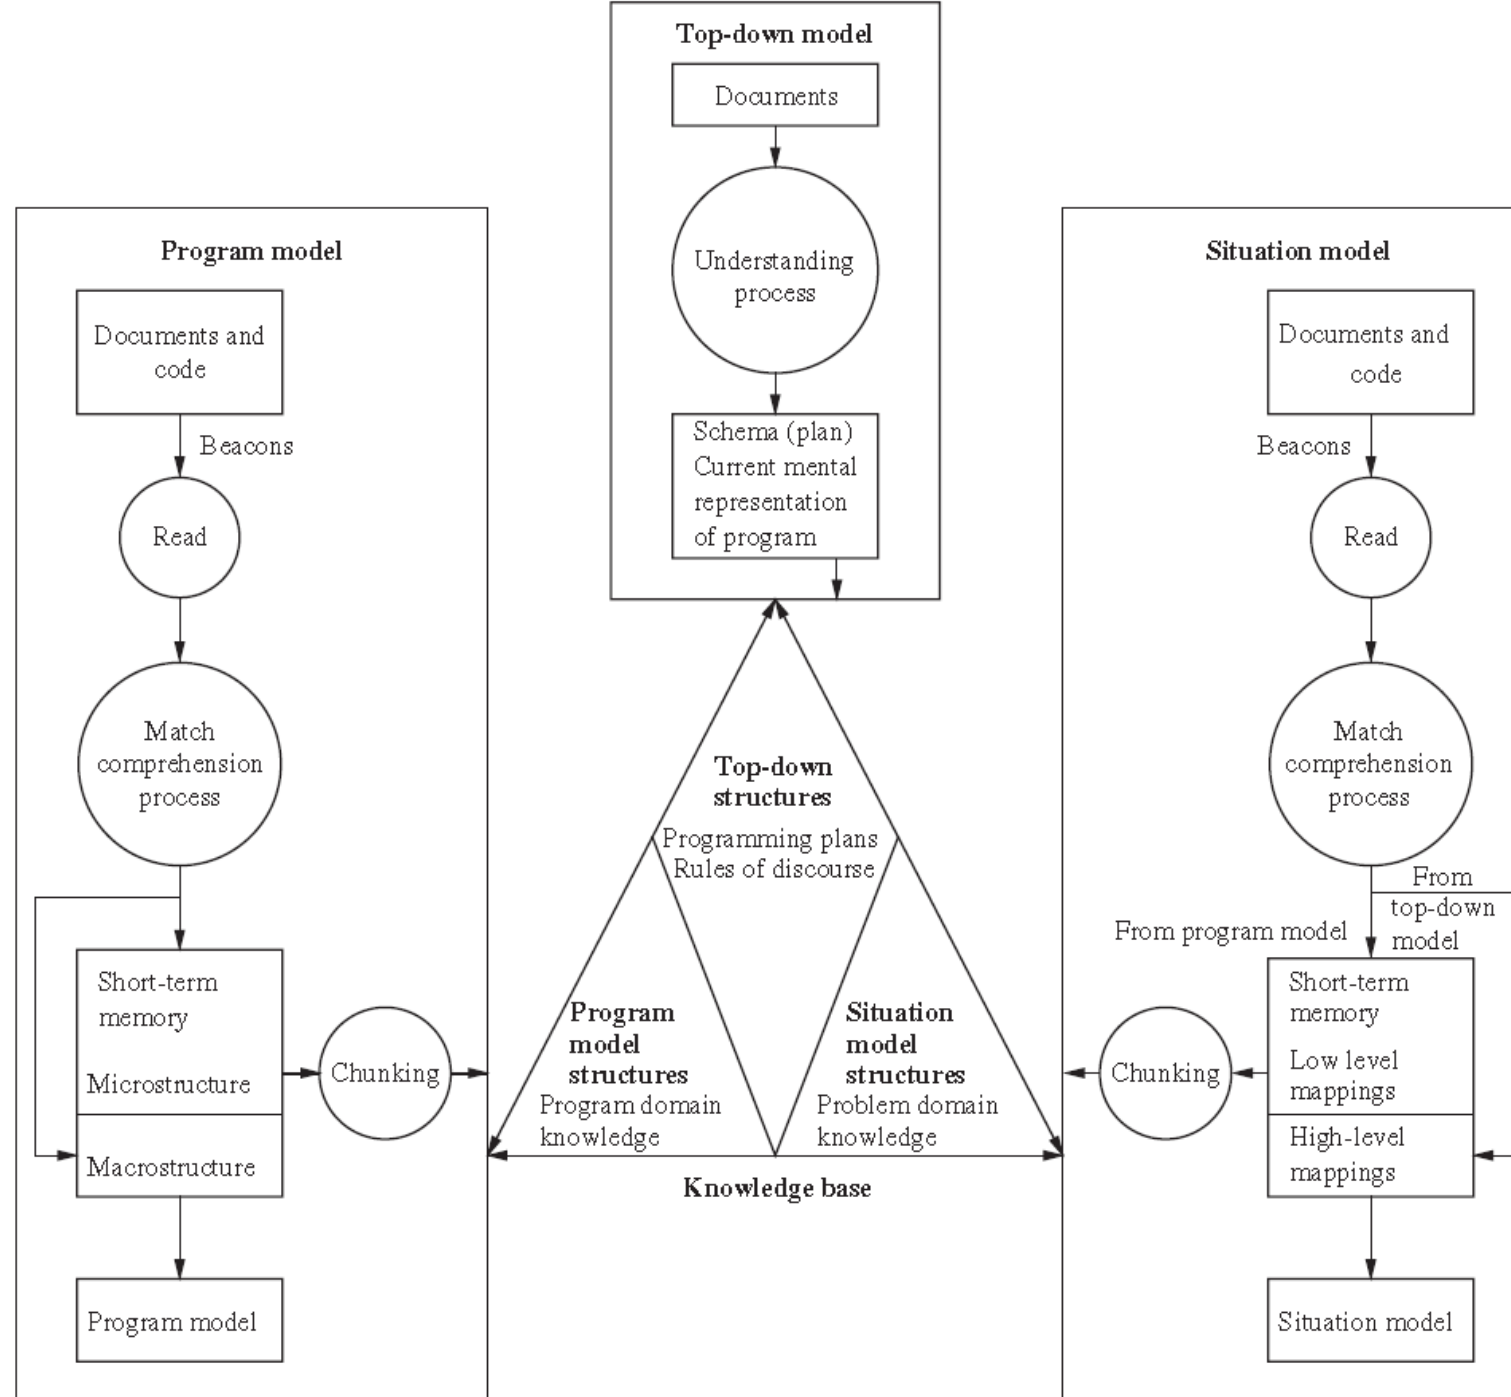 Top-down model
Documents
Understanding
process
Schema (plan)
Current mental
representation
of program
Program model
Documents and
code
Beacons
Read
Match
comprehension
process
Short-term
memory
Microstructure
Macrostructure
Chunking
Program model
Top-down
structures
Programming plans
Rules of discourse
Program
model
structures
Program domain
knowledge
Situation
model
structures
Problem domain
knowledge
Knowledge base
Situation model
Documents and
code
Beacons
Read
Match
comprehension
process
From
top-down
model
From program model
Short-term
memory
Low level
mappings
High-level
mappings
Chunking
Situation model